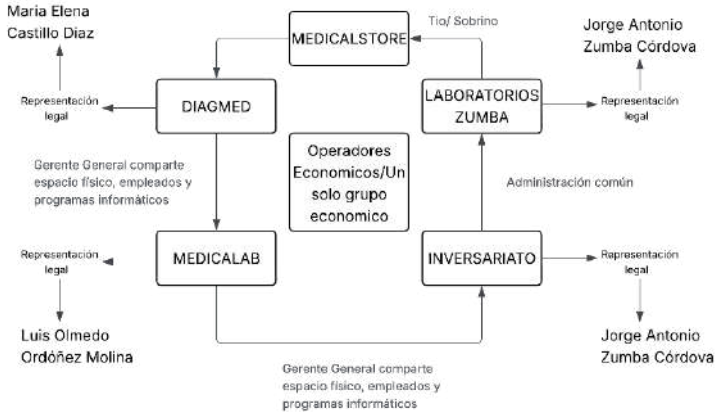 Maria Elena
Castillo Diaz
MEDICALSTORE
Tio/ Sobrino
Jorge Antonio
Zumba Córdova
Representación
legal
DIAGMED
LABORATORIOS
ZUMBA
Representación
legal
Gerente General comparte
espacio físico, empleados y
programas informáticos
Operadores
Economicos/Un
solo grupo
economico
Administración común
Representación
legal
MEDICALAB
INVERSARIATO
Representación
legal
Luis Olmedo
Ordóñez Molina
Jorge Antonio
Zumba Córdova
Gerente General comparte
espacio físico, empleados y
programas informáticos